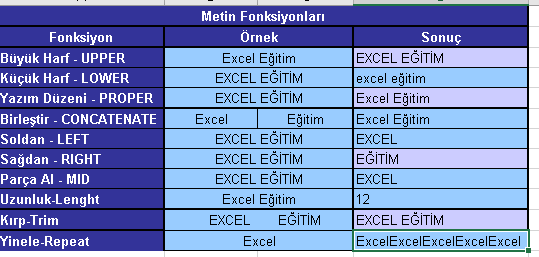 Metin Fonksiyonları
Fonksiyon Örnek Sonuç
Büyük Harf - UPPER Excel Eğitim EXCEL EĞİTİM
Küçük Harf - LOWER EXCEL EĞİTİM excel eğitim
Yazım Düzeni - PROPER EXCEL EĞİTİM Excel Eğitim
Birleştir - CONCATENATE Excel Eğitim Excel Eğitim
Soldan - LEFT EXCEL EĞİTİM EXCEL
Sağdan - RIGHT EXCEL EĞİTİM EĞİTİM
Parça Al - MID EXCEL EĞİTİM EXCEL
Uzunluk-Lenght Excel Eğitim 12
Kırp-Trim EXCEL EĞİTİM EXCEL EĞİTİM
Yinele-Repeat Excel ExcelExcelExcelExcelExcel